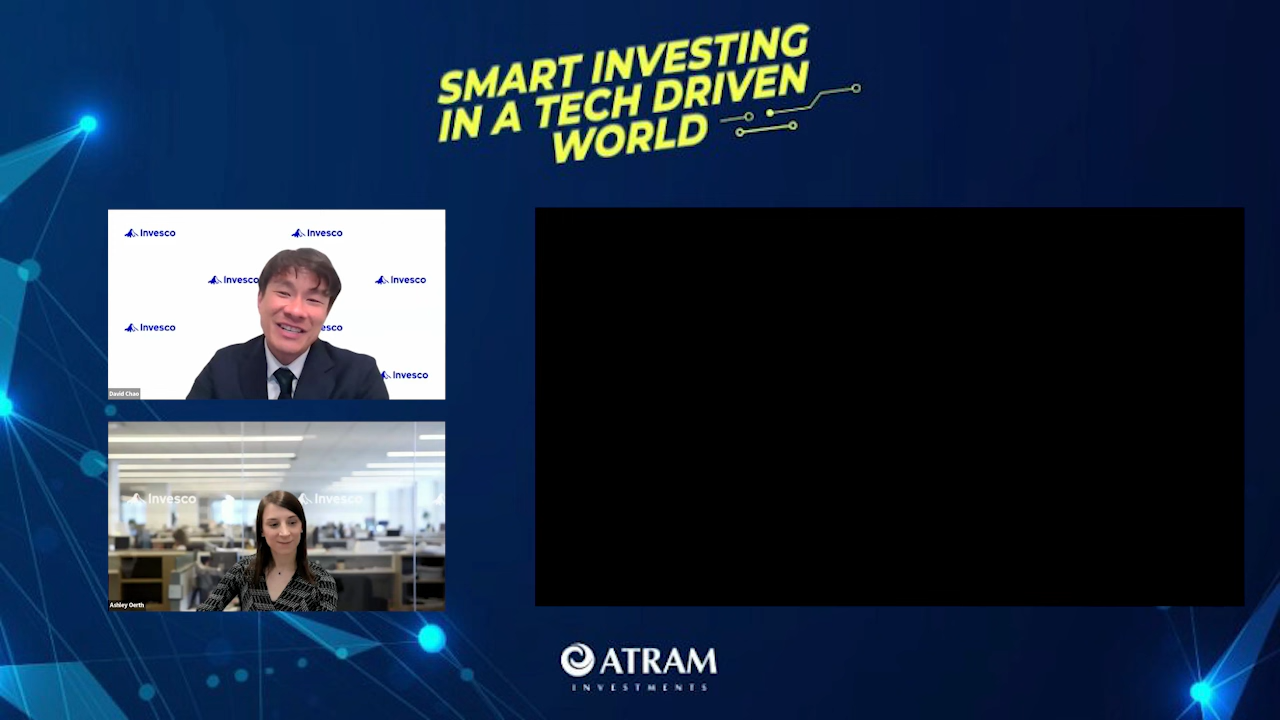 SMART INVESTING
IN A TECH DRIVEN
WORLD
Invesco
Invesco
Invesco
Invesco
Invesco
esco
Invesco
David Chao
Invesco
Invesco
Ashley Oerth
ATRAM
INVESTMENTS